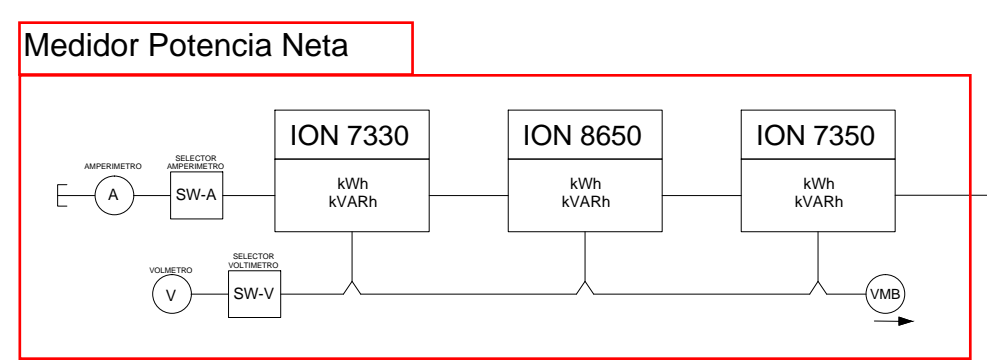 Medidor Potencia Neta
ION 7330
ION 8650
ION 7350
AMPERIMETRO
SELECTOR
AMPERIMETRO
A
SW-A
kWh
kVARh
kWh
kVARh
kWh
kVARh
VOLMETRO
SELECTOR
VOLTIMETRO
V
SW-V
VMB